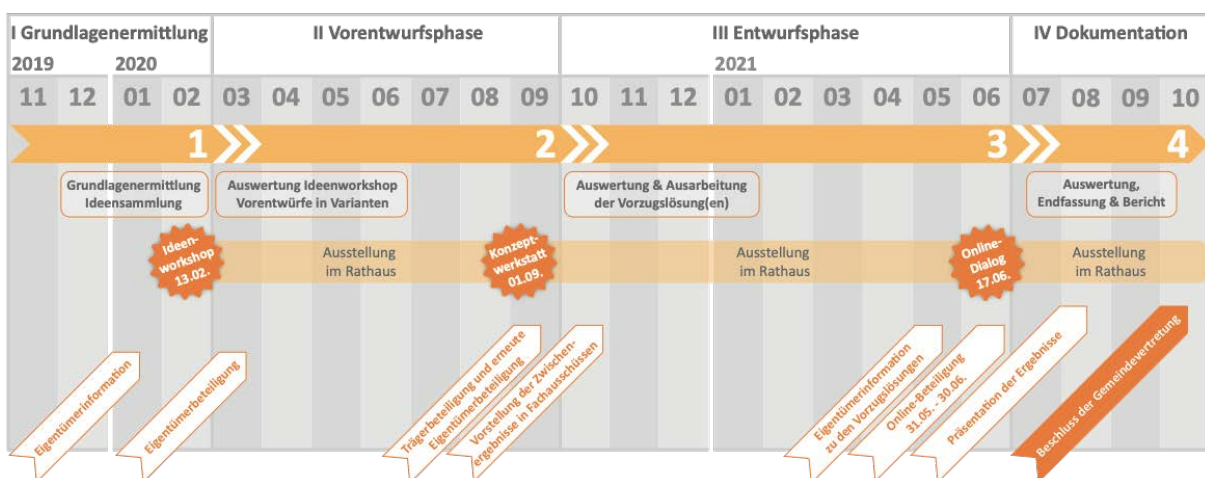 I Grundlagenermittlung
II Vorentwurfsphase
III Entwurfsphase
IV Dokumentation
2019
2020
2021
11 12 01 02 03 04 05 06 07 08 09 10 11 12 01 02 03 04 05 06 07 08 09 10
1
2
3
4
Grundlagenermittlung
Ideensammlung
Auswertung Ideenworkshop
Vorentwürfe in Varianten
Auswertung & Ausarbeitung
der Vorzugslösung(en)
Auswertung,
Endfassung & Bericht
Ideen-
workshop
13.02.
Ausstellung
im Rathaus
Konzept-
werkstatt
01.09.
Ausstellung
im Rathaus
Online-
Dialog
17.06.
Ausstellung
im Rathaus
Eigentümerinformation
Eigentümerbeteiligung
Trägerbeteiligung und erneute
Eigentümerbeteiligung
Vorstellung der Zwischen-
ergebnisse in Fachausschüssen
Eigentümerinformation
zu den Vorzugslösungen
Online-Beteiligung
31.05. - 30.06.
Präsentation der Ergebnisse
Beschluss der Gemeindevertretung